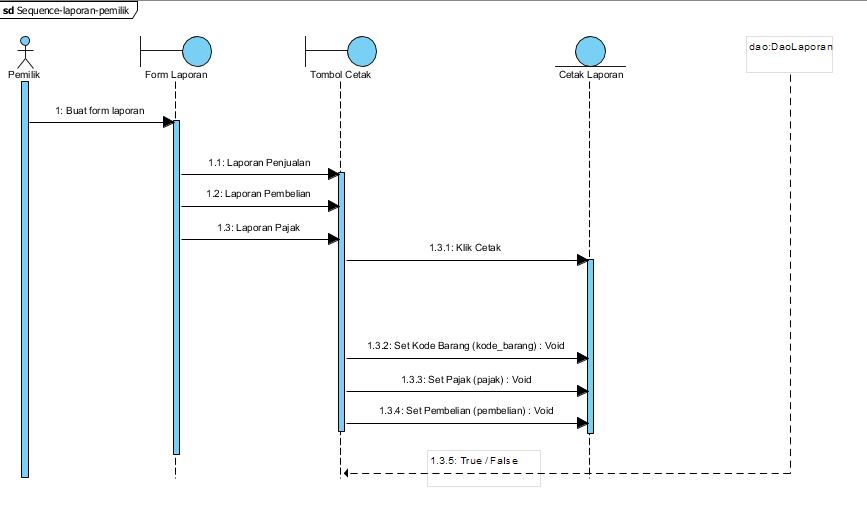 sd Sequence-laporan-pemilik
Pemilik
Form Laporan
Tombol Cetak
Cetak Laporan
dao:DaoLaporan
1: Buat form laporan
1.1: Laporan Penjualan
1.2: Laporan Pembelian
1.3: Laporan Pajak
1.3.1: Klik Cetak
1.3.2: Set Kode Barang (kode_barang) : Void
1.3.3: Set Pajak (pajak) : Void
1.3.4: Set Pembelian (pembelian) : Void
1.3.5: True / False